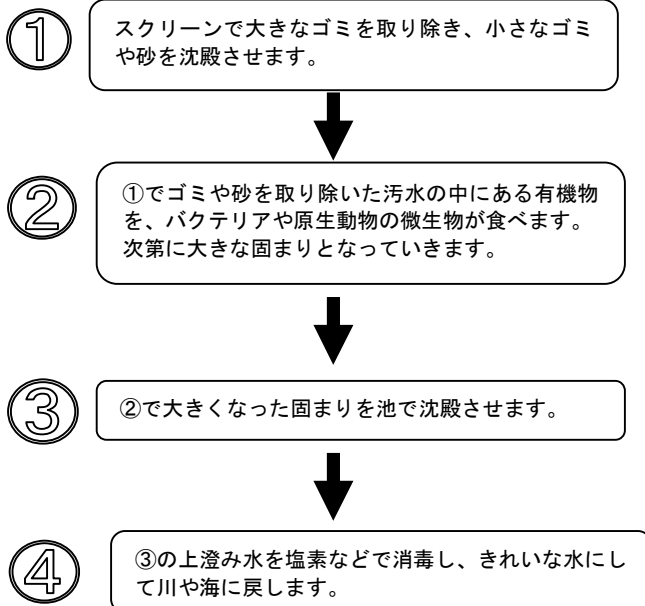 ①
スクリーンで大きなゴミを取り除き、小さなゴミ
や砂を沈殿させます。
②
①でゴミや砂を取り除いた汚水の中にある有機物
を、バクテリアや原生動物の微生物が食べます。
次第に大きな固まりとなっていきます。
③
②で大きくなった固まりを池で沈殿させます。
④
③の上澄み水を塩素などで消毒し、きれいな水にし
て川や海に戻します。